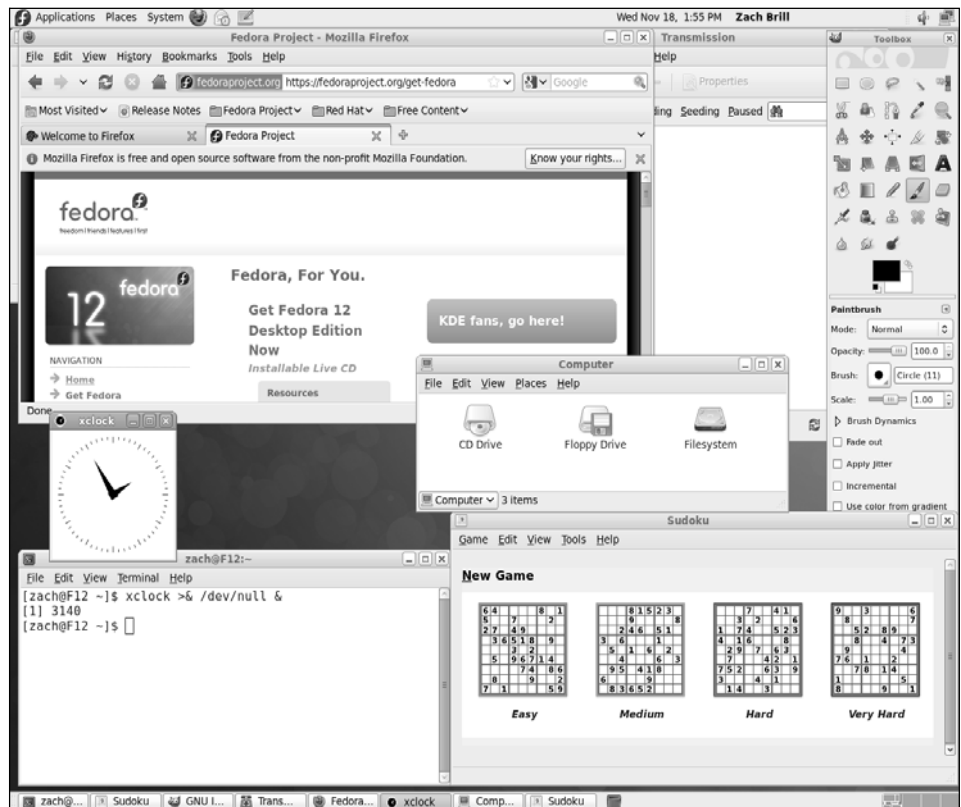 Applications Places System
Wed Nov 18, 1:55 PM Zach Brill
Fedora Project - Mozilla Firefox
File Edit View History Bookmarks Tools Help
fedoraproject.org https://fedoraproject.org/get-fedora
Google
Most Visited Release Notes Fedora Project Red Hat Free Content
Welcome to Firefox
Fedora Project
Mozilla Firefox is free and open source software from the non-profit Mozilla Foundation.
Know your rights...
fedora
freedom | friends | features | first
12 fedora
NAVIGATION
Home
Get Fedora
Fedora, For You.
Get Fedora 12
Desktop Edition
Now
Installable Live CD
Resources
KDE fans, go here!
Done
Transmission
Help
Properties
Seeding Paused
Toolbox
Paintbrush
Mode: Normal
Opacity: 100.0
Brush: Circle (11)
Scale: 1.00
Brush Dynamics
Fade out
Apply Jitter
Incremental
Use color from gradient
Computer
File Edit View Places Help
CD Drive
Floppy Drive
Filesystem
Computer 3 items
xclock
zach@F12:~
File Edit View Terminal Help
[zach@F12 ~]$ xclock >& /dev/null &
[1] 3140
[zach@F12 ~]$
Sudoku
Game Edit View Tools Help
New Game
Easy
Medium
Hard
Very Hard
zach@... Sudoku GNU I... Trans... Fedora... xclock Comp... Sudoku